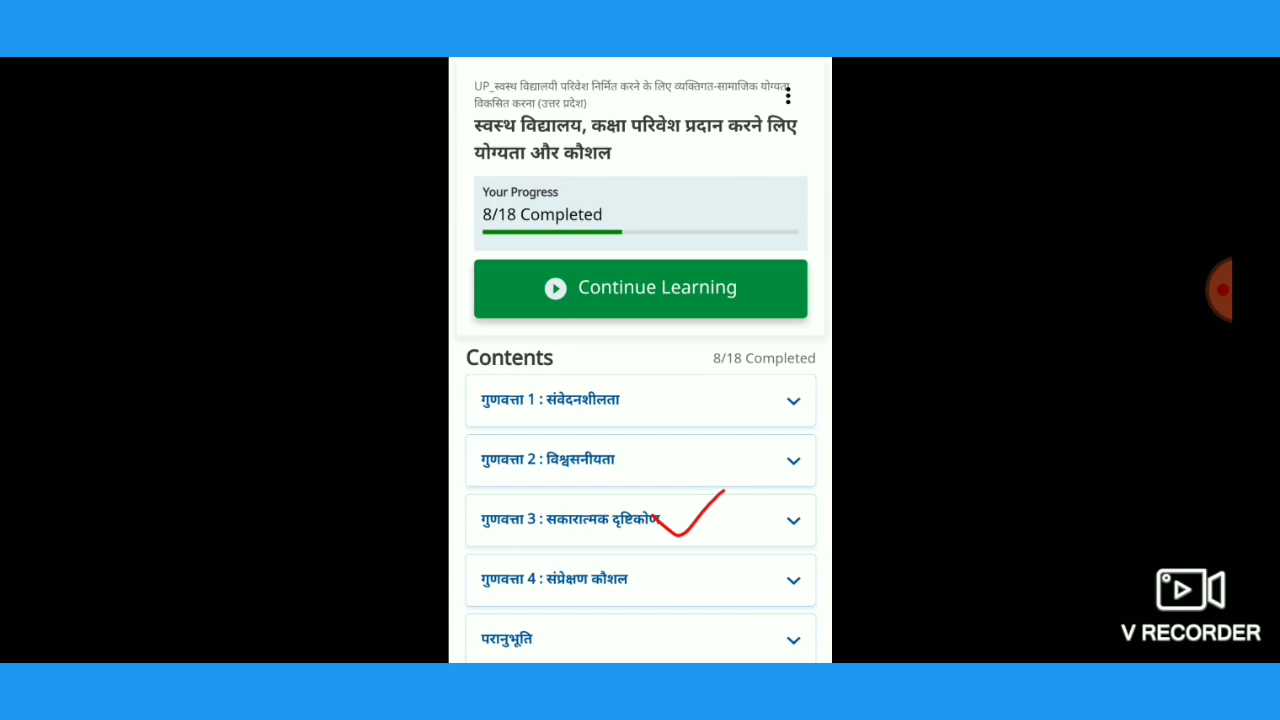 UP_स्वस्थ विद्यालयी परिवेश निर्मित करने के लिए व्यक्तिगत-सामाजिक योग्यता
विकसित करना (उत्तर प्रदेश)
स्वस्थ विद्यालय, कक्षा परिवेश प्रदान करने लिए
योग्यता और कौशल
Your Progress
8/18 Completed
Continue Learning
Contents
8/18 Completed
गुणवत्ता 1 : संवेदनशीलता
गुणवत्ता 2 : विश्वसनीयता
गुणवत्ता 3 : सकारात्मक दृष्टिकोण
गुणवत्ता 4 : संप्रेक्षण कौशल
परानुभूति
V RECORDER